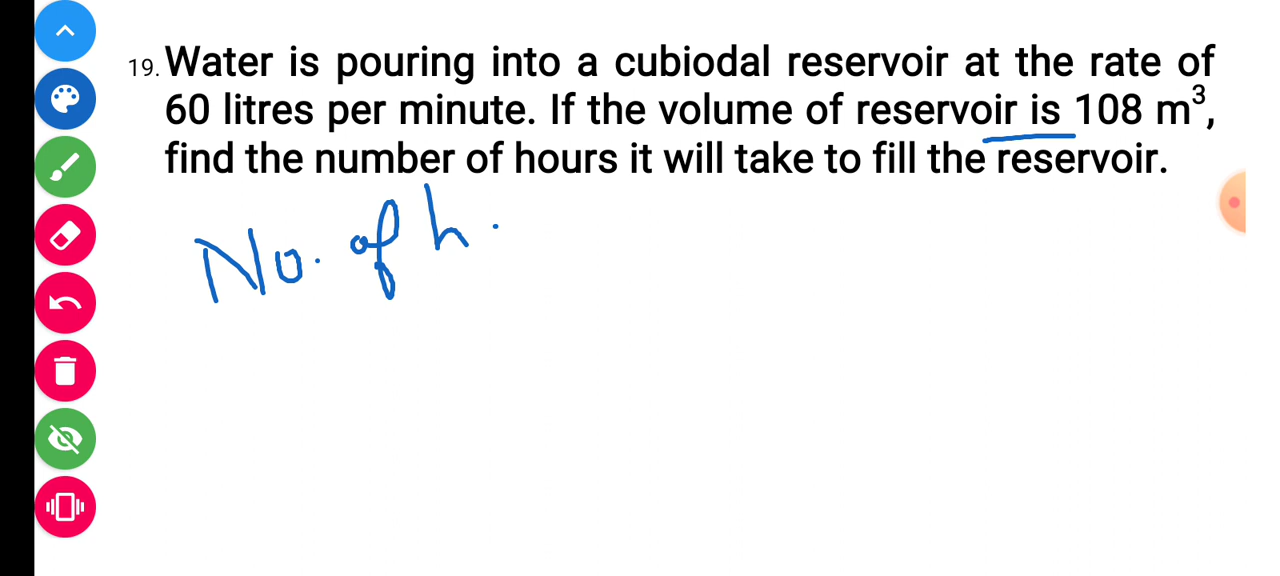 19. Water is pouring into a cubiodal reservoir at the rate of
60 litres per minute. If the volume of reservoir is 108 m³,
find the number of hours it will take to fill the reservoir.
No. of h.